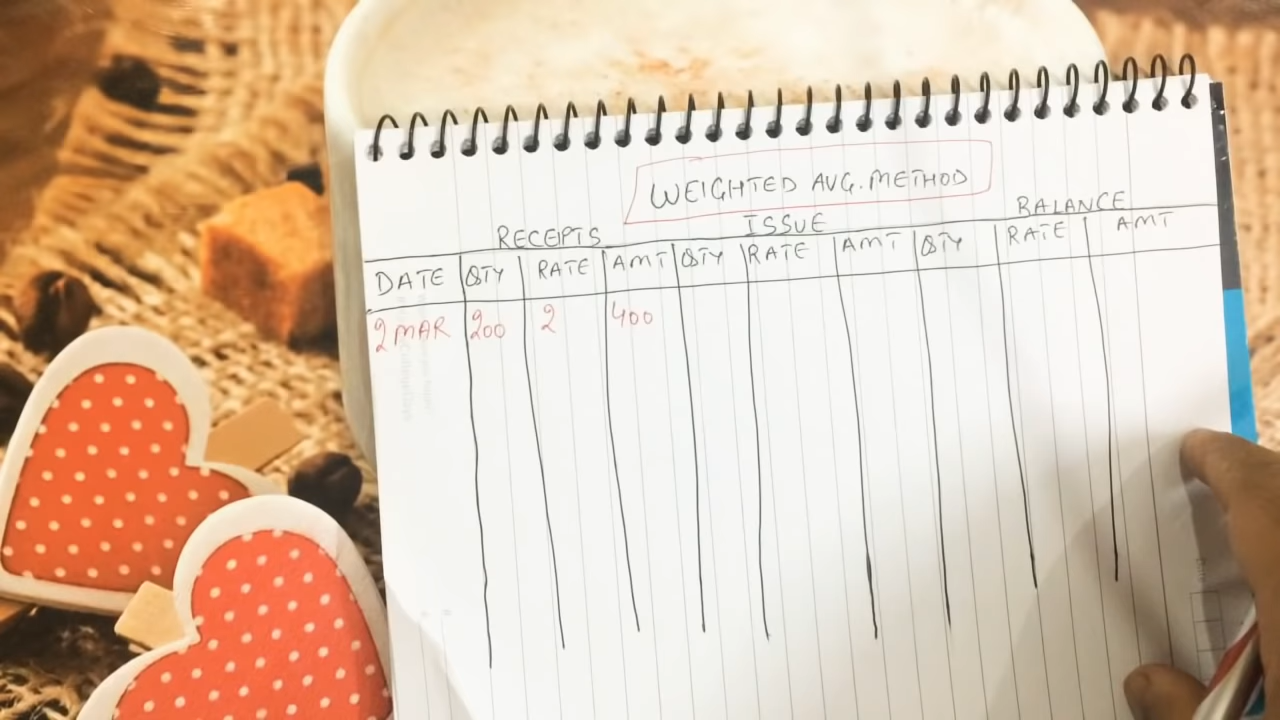 WEIGHTED AVG. METHOD
RECEIPTS ISSUE BALANCE
DATE QTY RATE AMT QTY RATE AMT QTY RATE AMT
2 MAR 200 2 400